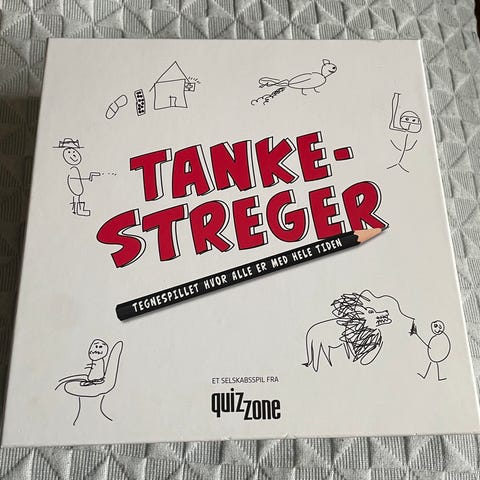 TANKE-
STREGER
TEGNESPILLET HVOR ALLE ER MED HELE TIDEN
ET SELSKABSSPIL FRA
quizzone